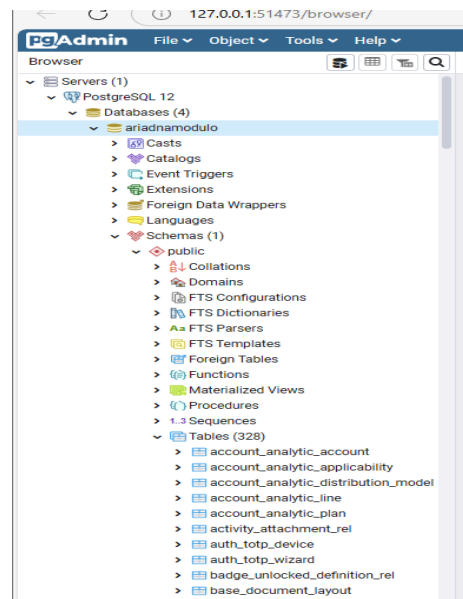 127.0.0.1:51473/browser/
pgAdmin File Object Tools Help
Browser
Servers (1)
PostgreSQL 12
Databases (4)
ariadnamodulo
Casts
Catalogs
Event Triggers
Extensions
Foreign Data Wrappers
Languages
Schemas (1)
public
Collations
Domains
FTS Configurations
FTS Dictionaries
Aa FTS Parsers
FTS Templates
Foreign Tables
Functions
Materialized Views
Procedures
1..3 Sequences
Tables (328)
account_analytic_account
account_analytic_applicability
account_analytic_distribution_model
account_analytic_line
account_analytic_plan
activity_attachment_rel
auth_totp_device
auth_totp_wizard
badge_unlocked_definition_rel
base_document_layout